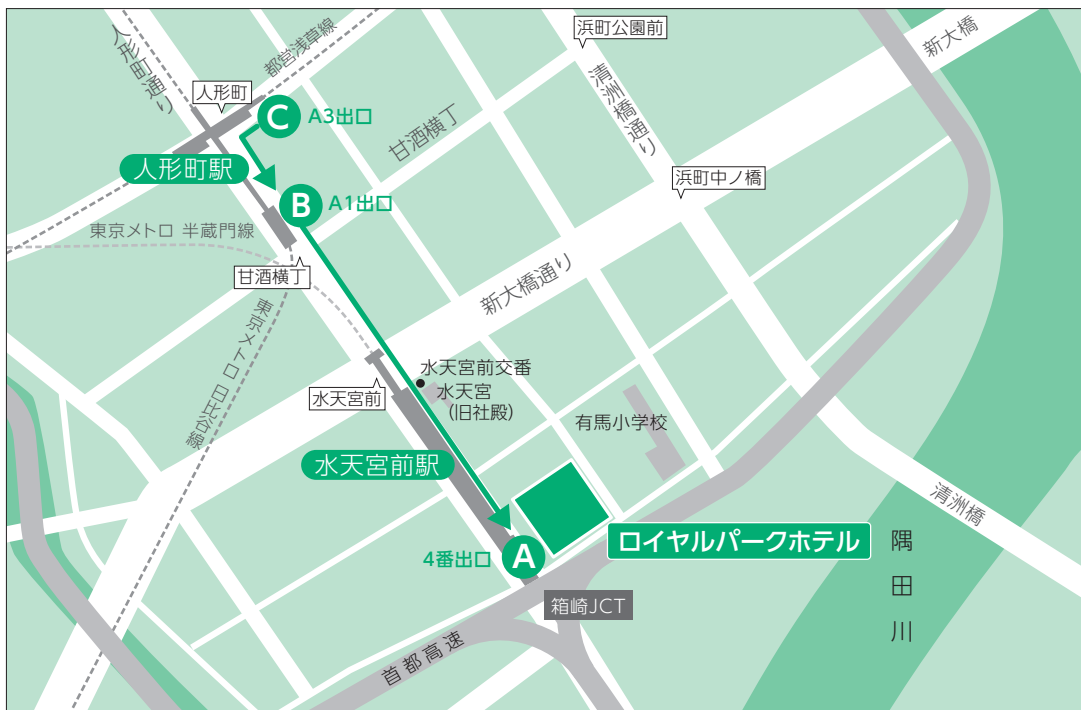 人形町通り
都営浅草線
浜町公園前
新大橋
人形町
C
A3出口
清洲橋通り
甘酒横丁
人形町駅
浜町中ノ橋
B
A1出口
東京メトロ 半蔵門線
甘酒横丁
新大橋通り
東京メトロ 日比谷線
水天宮前交番
水天宮前
水天宮
(旧社殿)
有馬小学校
水天宮前駅
清洲橋
ロイヤルパークホテル
隅田川
4番出口
A
箱崎JCT
首都高速